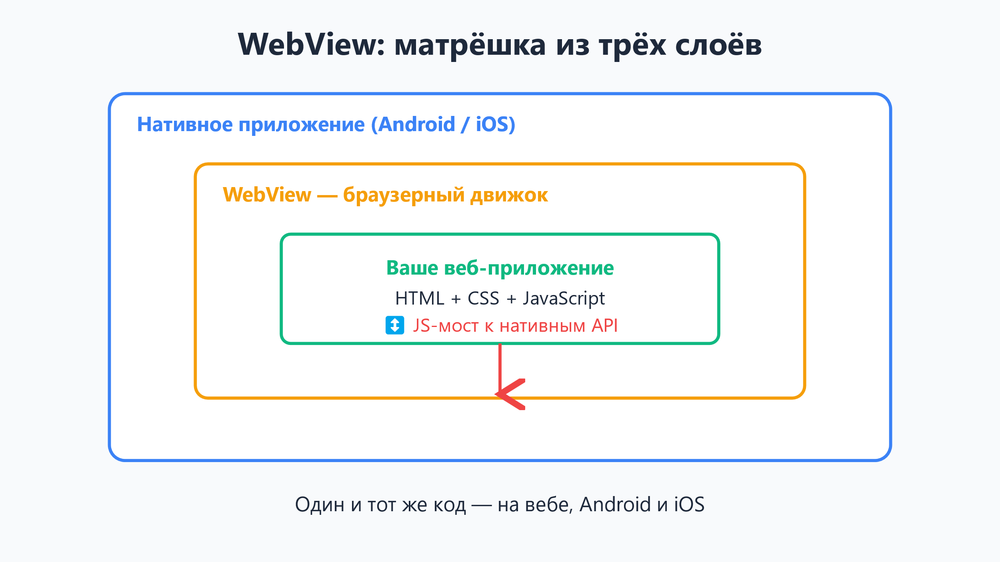 WebView: матрёшка из трёх слоёв
Нативное приложение (Android / iOS)
WebView — браузерный движок
Ваше веб-приложение
HTML + CSS + JavaScript
↕️ JS-мост к нативным API
Один и тот же код — на вебе, Android и iOS